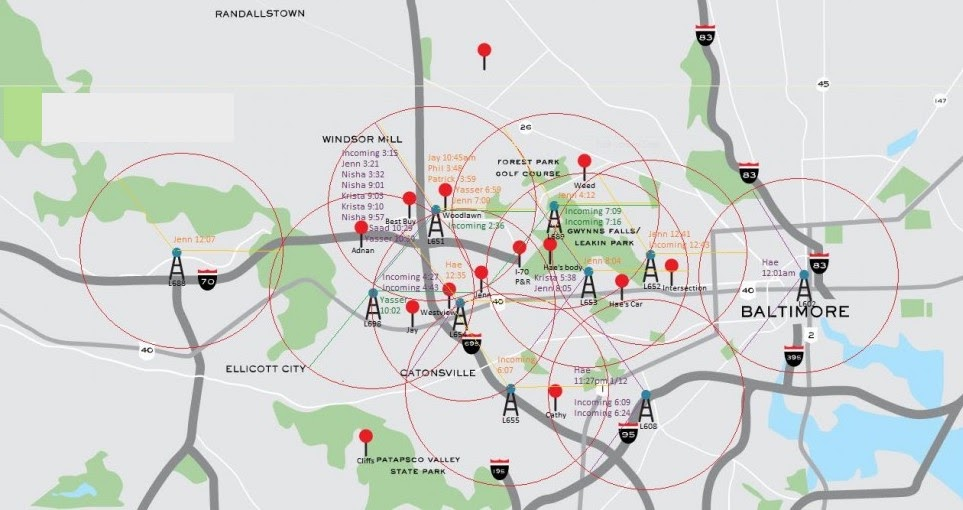 RANDALLSTOWN
83
45
147
26
WINDSOR MILL
Incoming 3:15
Jenn 3:21
Nisha 3:32
Nisha 9:01
Krista 9:03
Krista 9:10
Nisha 9:57
Saad 10:29
Yasser 10:59
Jay 10:45am
Phil 3:48
Patrick 3:59
Yasser 6:59
Jenn 7:00
Woodlawn
Incoming 2:36
Best Buy
L651
Adnan
FOREST PARK
GOLF COURSE
Weed
Jenn 4:12
Incoming 7:09
Incoming 7:16
L689
GWYNNS FALLS/
LEAKIN PARK
83
Jenn 12:07
L688
70
Jenn 12:41
Incoming 12:43
L652
Intersection
Hae
12:01am
83
L602
Incoming 4:27
Incoming 4:43
Yasser
10:02
L698
Hae
12:35
Jenn
I-70
P&R
Hae's body
Krista 5:38
Jenn 8:05
Jenn 8:04
L653
Hae's Car
Westview
L654
Jay
40
40
BALTIMORE
695
2
395
40
ELLICOTT CITY
CATONSVILLE
Incoming
6:07
L655
Cathy
Hae
11:27pm 1/12
Incoming 6:09
Incoming 6:24
L608
95
Cliffs
PATAPSCO VALLEY
STATE PARK